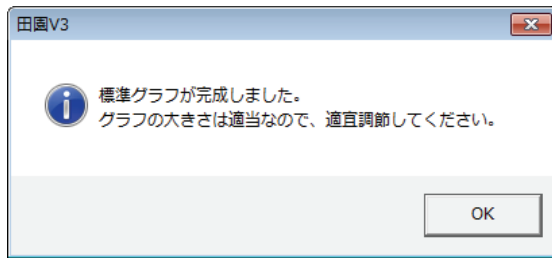 田園V3
標準グラフが完成しました。
グラフの大きさは適当なので、適宜調節してください。
OK